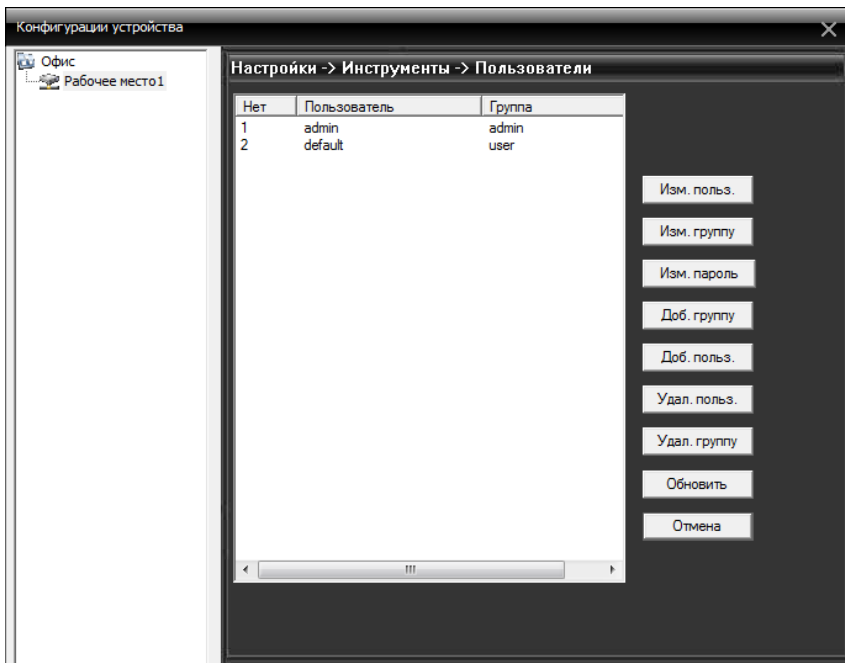 Конфигурации устройства
Офис
Рабочее место1
Настройки -> Инструменты -> Пользователи
Нет Пользователь Группа
1 admin admin
2 default user
Изм. польз.
Изм. группу
Изм. пароль
Доб. группу
Доб. польз.
Удал. польз.
Удал. группу
Обновить
Отмена